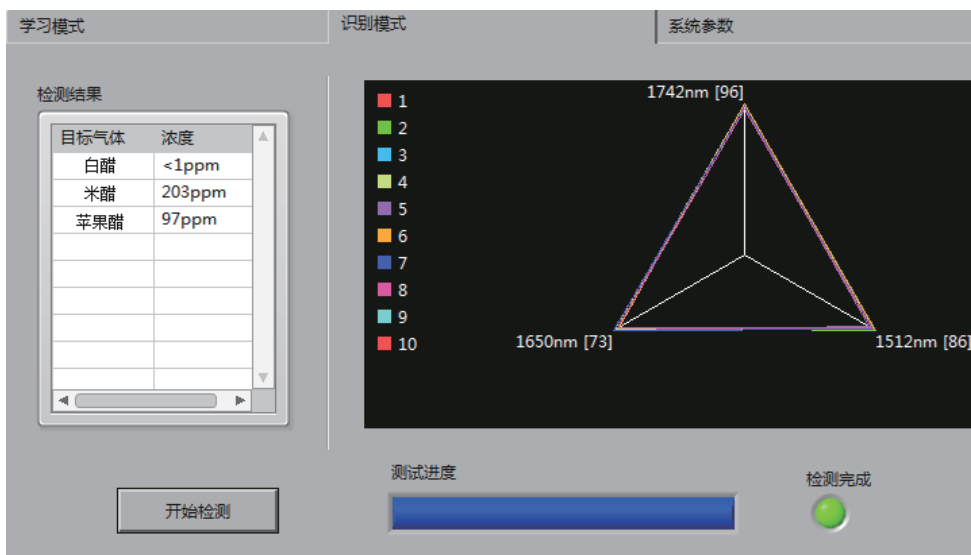 学习模式
识别模式
系统参数
检测结果
目标气体 浓度
白醋 <1ppm
米醋 203ppm
苹果醋 97ppm
1
2
3
4
5
6
7
8
9
10
1742nm [96]
1650nm [73]
1512nm [86]
测试进度
检测完成
开始检测